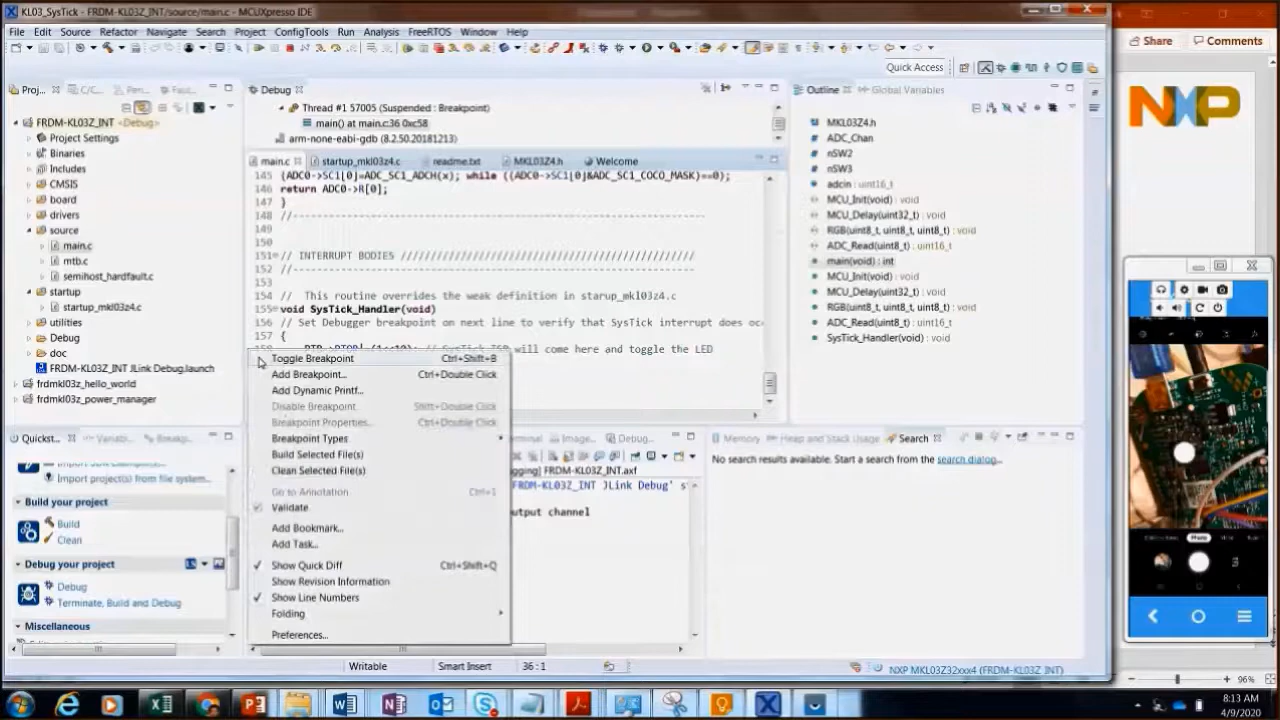 KL03_SysTick - FRDM-KL03Z_INT/source/main.c - MCUXpresso IDE
File Edit Source Refactor Navigate Search Project ConfigTools Run Analysis FreeRTOS Window Help
Share Comments
Quick Access
Proj...
Debug
Thread #1 57005 (Suspended : Breakpoint)
main() at main.c:36 0xc58
arm-none-eabi-gdb (8.2.50.20181213)
Outline Global Variables
NXP
FRDM-KL03Z_INT <Debug>
Project Settings
Binaries
Includes
CMSIS
board
drivers
source
main.c
mtb.c
semihost_hardfault.c
startup
startup_mkl03z4.c
utilities
Debug
doc
FRDM-KL03Z_INT JLink Debug.launch
frdmkl03z_hello_world
frdmkl03z_power_manager
main.c startup_mkl03z4.c readme.txt MKL03Z4.h Welcome
145 {ADC0->SC1[0]=ADC_SC1_ADCH(x); while ((ADC0->SC1[0]&ADC_SC1_COCO_MASK)==0);
146 return ADC0->R[0];
147 }
148 //--------------------------------------------------------------
149
150
151 // INTERRUPT BODIES ////////////////////////////////////////////
152 //------------------------------------------------------------
153
154 // This routine overrides the weak definition in starup_mkl03z4.c
155 void SysTick_Handler(void)
156 // Set Debugger breakpoint on next line to verify that SysTick interrupt does oc
157 {
will come here and toggle the LED
MKL03Z4.h
ADC_Chan
nSW2
nSW3
adcin : uint16_t
MCU_Init(void) : void
MCU_Delay(uint32_t) : void
RGB(uint8_t, uint8_t, uint8_t) : void
ADC_Read(uint8_t) : uint16_t
main(void) : int
MCU_Init(void) : void
MCU_Delay(uint32_t) : void
RGB(uint8_t, uint8_t, uint8_t) : void
ADC_Read(uint8_t) : uint16_t
SysTick_Handler(void) : void
Toggle Breakpoint Ctrl+Shift+B
Add Breakpoint... Ctrl+Double Click
Add Dynamic Printf...
Disable Breakpoint Shift+Double Click
Breakpoint Properties... Ctrl+Double Click
Breakpoint Types
Build Selected File(s)
Clean Selected File(s)
Go to Annotation Ctrl+1
Validate
Add Bookmark...
Add Task...
Show Quick Diff Ctrl+Shift+Q
Show Revision Information
Show Line Numbers
Folding
Preferences...
Quickst...
Import project(s) from file system...
Build your project
Build
Clean
Debug your project
Debug
Terminate, Build and Debug
Miscellaneous
Image... Debug...
FRDM-KL03Z_INT.axf
FRDM-KL03Z_INT JLink Debug' s
utput channel
Memory Heap and Stack Usage Search
No search results available. Start a search from the search dialog...
Writable Smart Insert 36 : 1
NXP MKL03Z32xxx4 (FRDM-KL03Z_INT)
96%
8:13 AM
4/9/2020